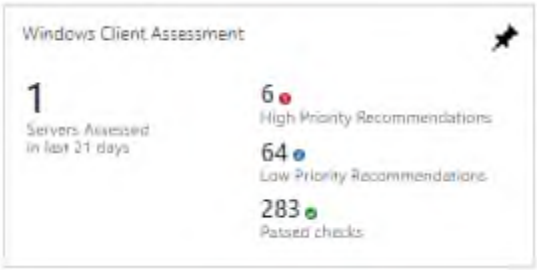 Windows Client Assessment
1
Servers Assessed
in last 21 days
6
High Priority Recommendations
64
Low Priority Recommendations
283
Passed checks